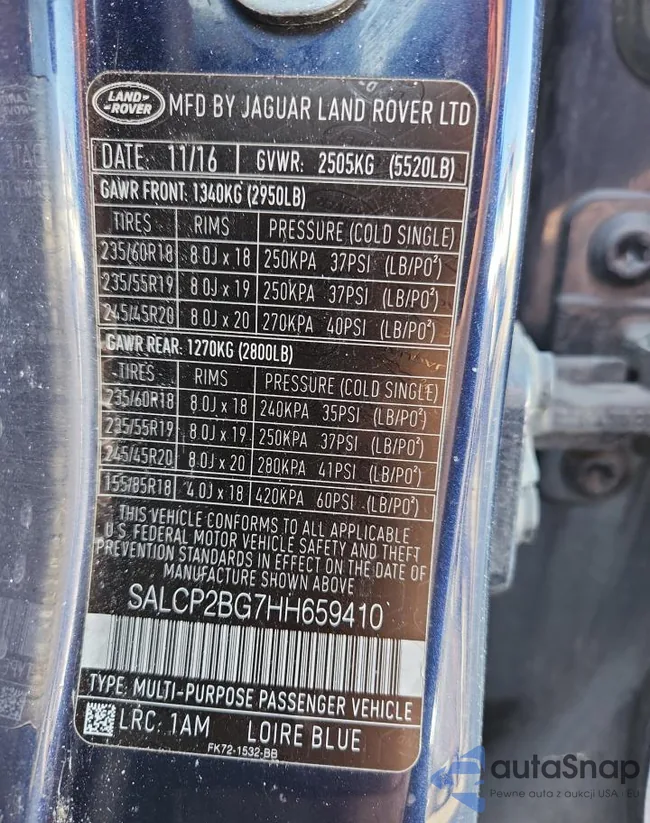 LAND ROVER MFD BY JAGUAR LAND ROVER LTD
DATE: 11/16 GVWR: 2505KG (5520LB)
GAWR FRONT: 1340KG (2950LB)
TIRES RIMS PRESSURE (COLD SINGLE)
235/60R18 8.0J x 18 250KPA 37PSI (LB/PO²)
235/55R19 8.0J x 19 250KPA 37PSI (LB/PO²)
245/45R20 8.0J x 20 270KPA 40PSI (LB/PO²)
GAWR REAR: 1270KG (2800LB)
TIRES RIMS PRESSURE (COLD SINGLE)
235/60R18 8.0J x 18 240KPA 35PSI (LB/PO²)
235/55R19 8.0J x 19 250KPA 37PSI (LB/PO²)
245/45R20 8.0J x 20 280KPA 41PSI (LB/PO²)
155/85R18 4.0J x 18 420KPA 60PSI (LB/PO²)
THIS VEHICLE CONFORMS TO ALL APPLICABLE
U.S. FEDERAL MOTOR VEHICLE SAFETY AND THEFT
PREVENTION STANDARDS IN EFFECT ON THE DATE OF
MANUFACTURE SHOWN ABOVE
SALCP2BG7HH659410
TYPE: MULTI-PURPOSE PASSENGER VEHICLE
LRC: 1AM LOIRE BLUE
FK72-1532-BB
autaSnap
Pewne auta z aukcji USA i EU